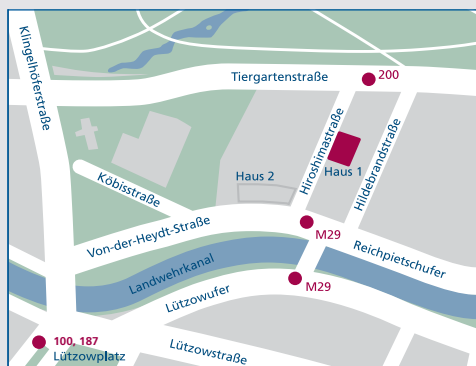 Klingelhöferstraße
Tiergartenstraße
200
Hiroshimastraße
Haus 1
Hildebrandstraße
Haus 2
Köbisstraße
Von-der-Heydt-Straße
M29
Reichpietschufer
Landwehrkanal
M29
Lützowufer
100, 187
Lützowplatz
Lützowstraße